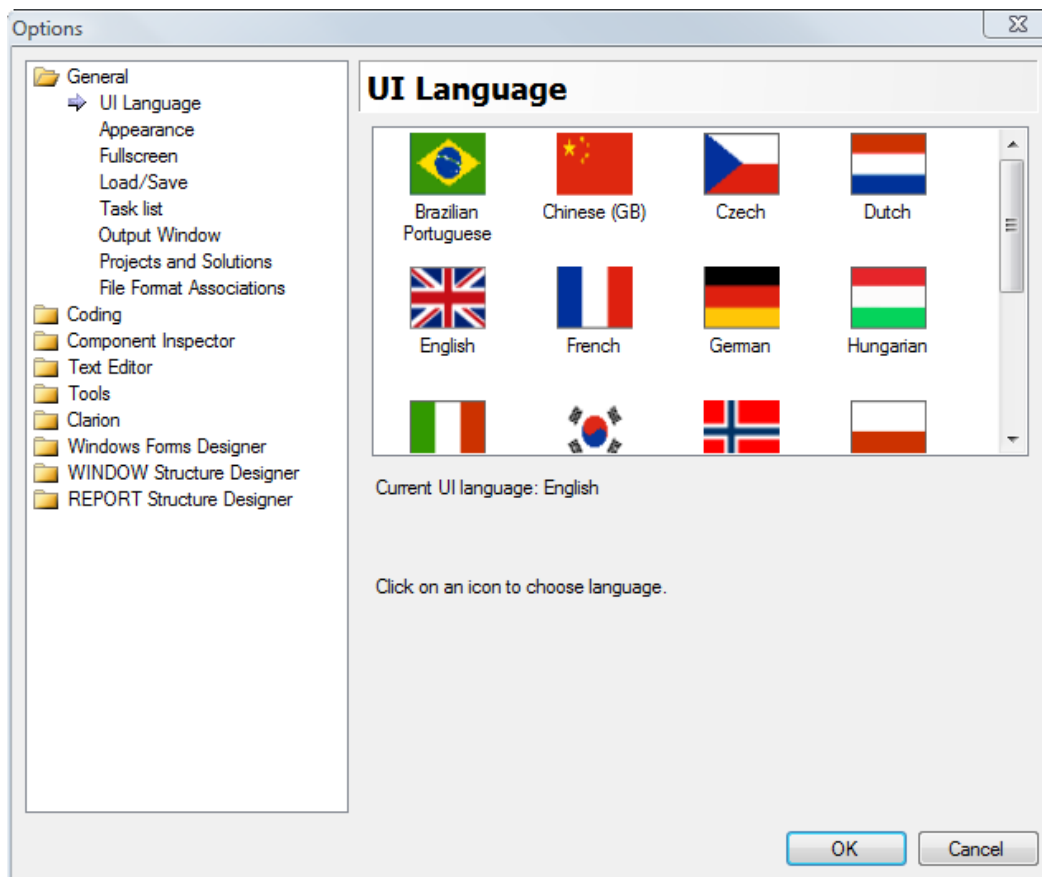 Options
General
UI Language
Appearance
Fullscreen
Load/Save
Task list
Output Window
Projects and Solutions
File Format Associations
Coding
Component Inspector
Text Editor
Tools
Clarion
Windows Forms Designer
WINDOW Structure Designer
REPORT Structure Designer
UI Language
Brazilian
Portuguese
Chinese (GB)
Czech
Dutch
English
French
German
Hungarian
Current UI language: English
Click on an icon to choose language.
OK
Cancel